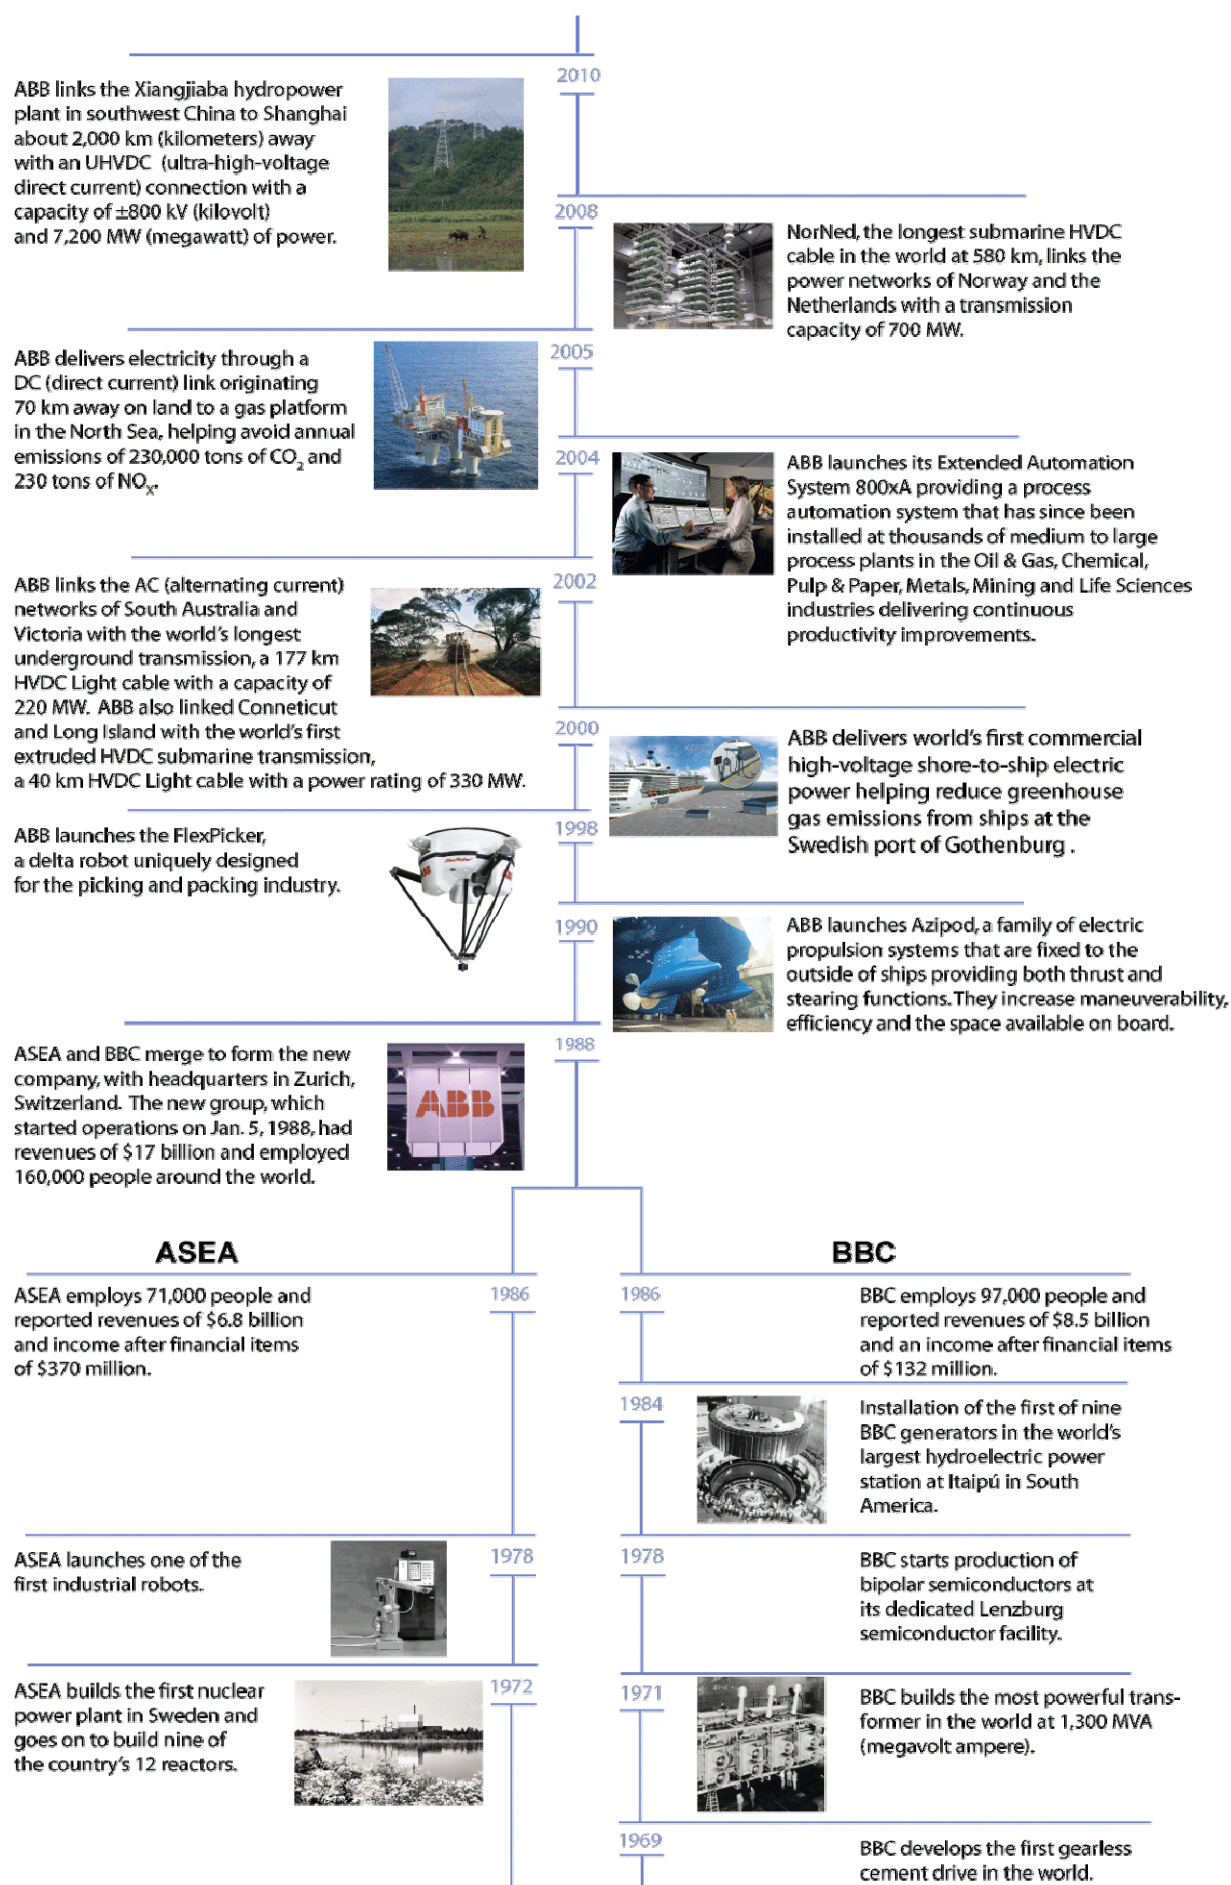 2010
ABB links the Xiangjiaba hydropower
plant in southwest China to Shanghai
about 2,000 km (kilometers) away
with an UHVDC (ultra-high-voltage
direct current) connection with a
capacity of ±800 kV (kilovolt)
and 7,200 MW (megawatt) of power.
2008
NorNed, the longest submarine HVDC
cable in the world at 580 km, links the
power networks of Norway and the
Netherlands with a transmission
capacity of 700 MW.
2005
ABB delivers electricity through a
DC (direct current) link originating
70 km away on land to a gas platform
in the North Sea, helping avoid annual
emissions of 230,000 tons of CO₂ and
230 tons of NOₓ.
2004
ABB launches its Extended Automation
System 800xA providing a process
automation system that has since been
installed at thousands of medium to large
process plants in the Oil & Gas, Chemical,
Pulp & Paper, Metals, Mining and Life Sciences
industries delivering continuous
productivity improvements.
2002
ABB links the AC (alternating current)
networks of South Australia and
Victoria with the world's longest
underground transmission, a 177 km
HVDC Light cable with a capacity of
220 MW. ABB also linked Conneticut
and Long Island with the world's first
extruded HVDC submarine transmission,
a 40 km HVDC Light cable with a power rating of 330 MW.
2000
ABB delivers world's first commercial
high-voltage shore-to-ship electric
power helping reduce greenhouse
gas emissions from ships at the
Swedish port of Gothenburg .
1998
ABB launches the FlexPicker,
a delta robot uniquely designed
for the picking and packing industry.
FlexPicker
ABB
1990
ABB launches Azipod, a family of electric
propulsion systems that are fixed to the
outside of ships providing both thrust and
stearing functions. They increase maneuverability,
efficiency and the space available on board.
1988
ASEA and BBC merge to form the new
company, with headquarters in Zurich,
Switzerland. The new group, which
started operations on Jan. 5, 1988, had
revenues of $17 billion and employed
160,000 people around the world.
ABB
ASEA
1986
ASEA employs 71,000 people and
reported revenues of $6.8 billion
and income after financial items
of $370 million.
1978
ASEA launches one of the
first industrial robots.
1972
ASEA builds the first nuclear
power plant in Sweden and
goes on to build nine of
the country's 12 reactors.
BBC
1986
BBC employs 97,000 people and
reported revenues of $8.5 billion
and an income after financial items
of $132 million.
1984
Installation of the first of nine
BBC generators in the world's
largest hydroelectric power
station at Itaipú in South
America.
1978
BBC starts production of
bipolar semiconductors at
its dedicated Lenzburg
semiconductor facility.
1971
BBC builds the most powerful trans-
former in the world at 1,300 MVA
(megavolt ampere).
1969
BBC develops the first gearless
cement drive in the world.